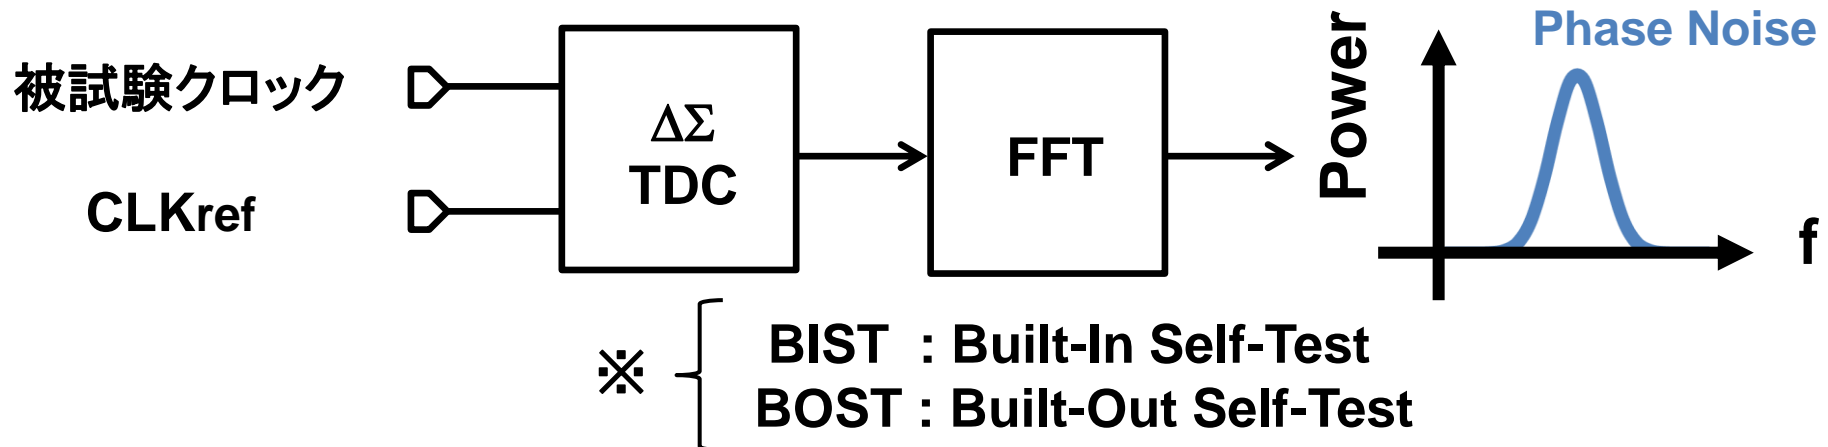 被試験クロック
CLKref
ΔΣ
TDC
FFT
Power
Phase Noise
f
※
BIST : Built-In Self-Test
BOST : Built-Out Self-Test